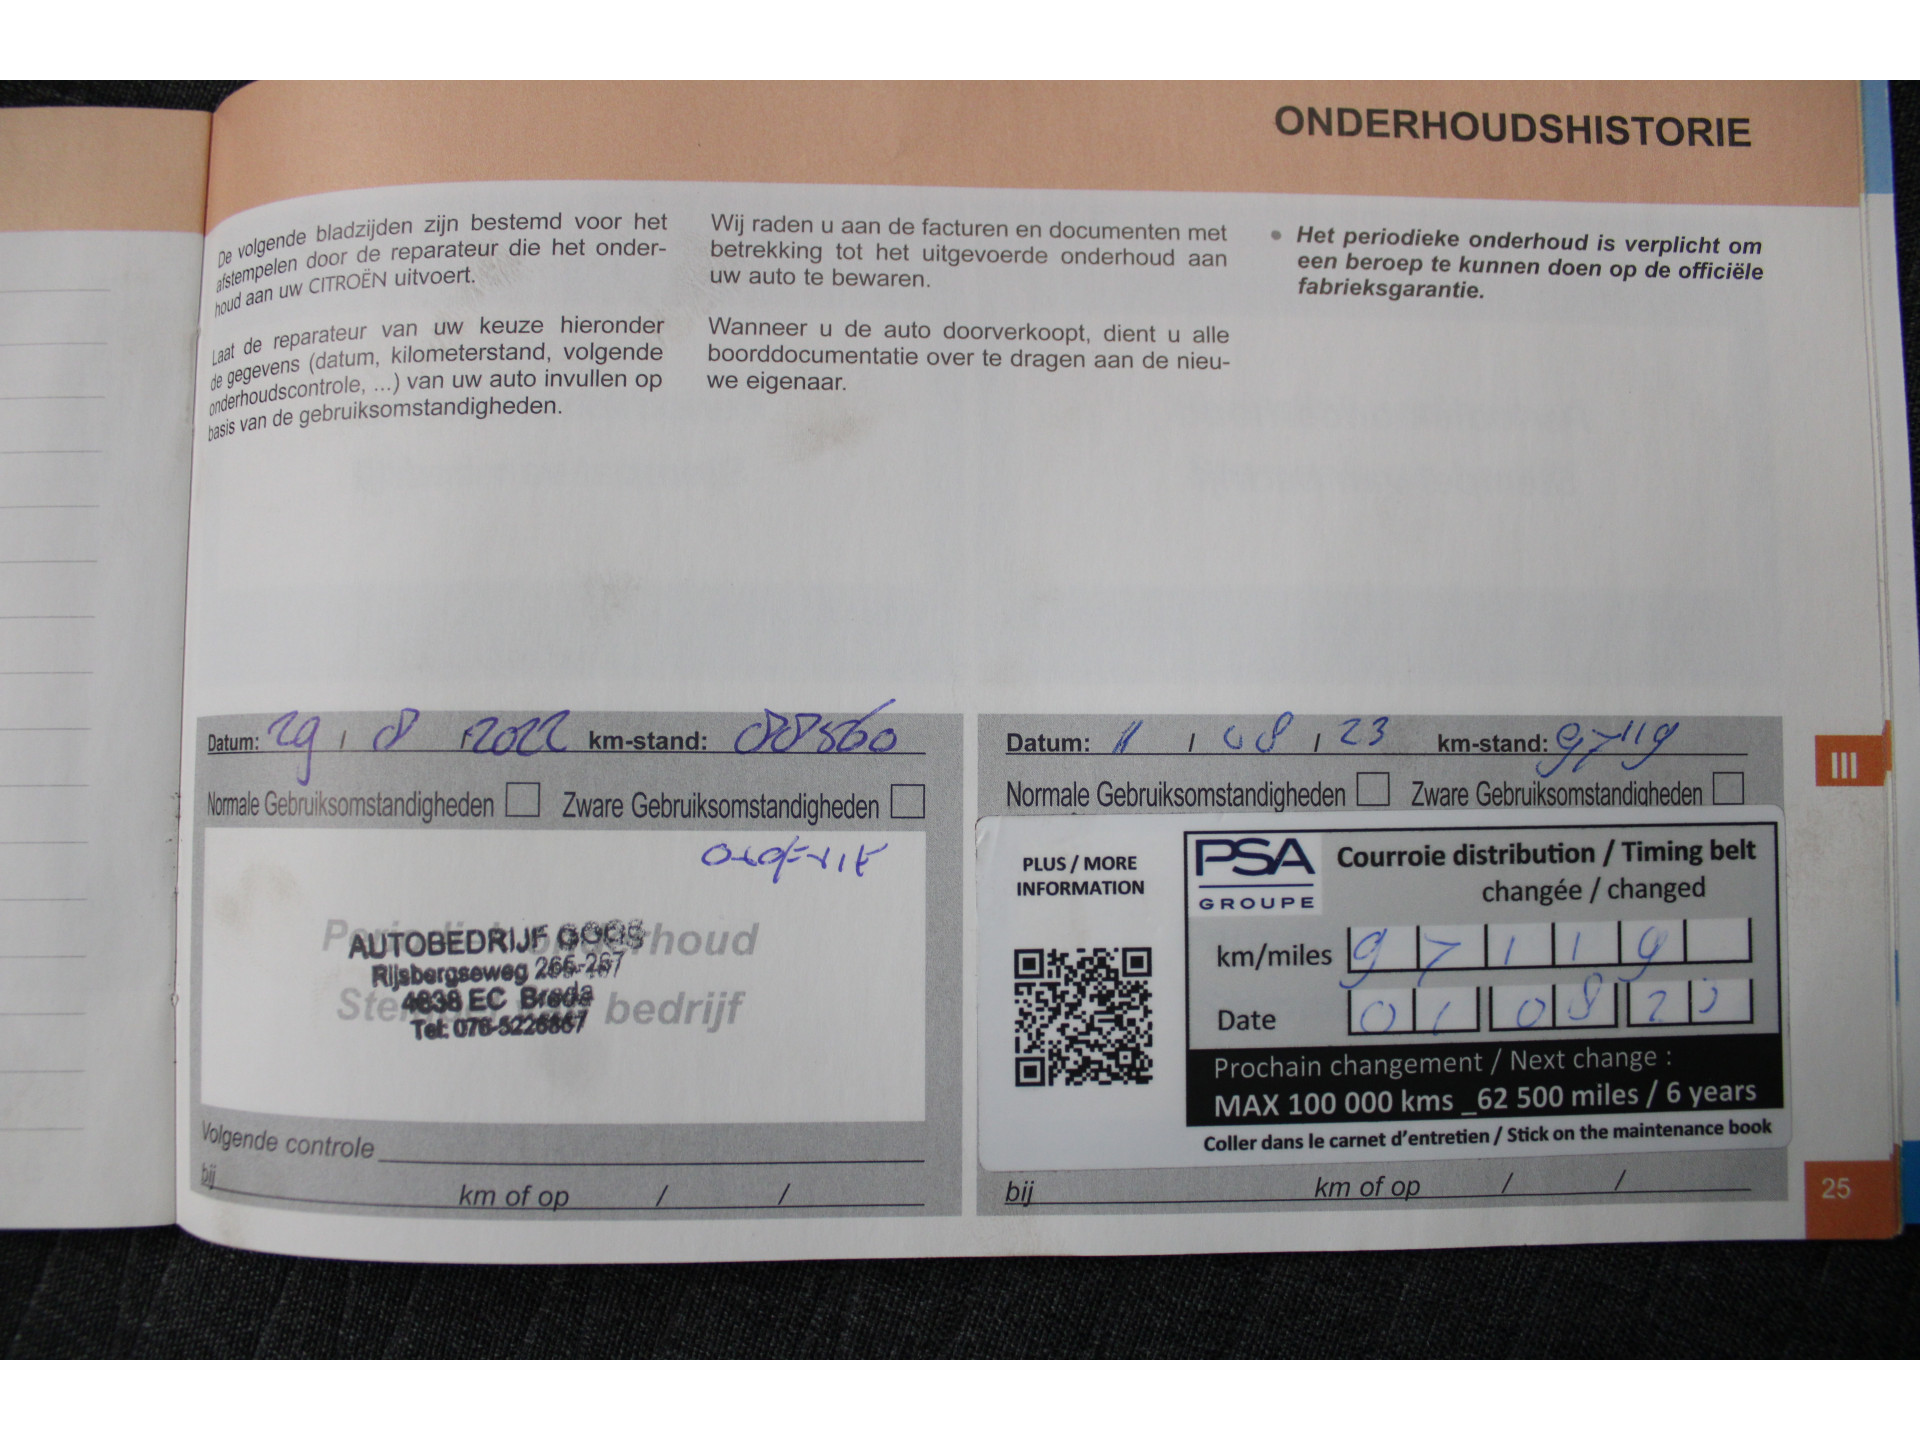 ONDERHOUDSHISTORIE
De volgende bladzijden zijn bestemd voor het
afstempelen door de reparateur die het onder-
houd aan uw CITROËN uitvoert.
Laat de reparateur van uw keuze hieronder
de gegevens (datum, kilometerstand, volgende
onderhoudscontrole, ...) van uw auto invullen op
basis van de gebruiksomstandigheden.
Wij raden u aan de facturen en documenten met
betrekking tot het uitgevoerde onderhoud aan
uw auto te bewaren.
Wanneer u de auto doorverkoopt, dient u alle
boorddocumentatie over te dragen aan de nieu-
we eigenaar.
• Het periodieke onderhoud is verplicht om
een beroep te kunnen doen op de officiële
fabrieksgarantie.
Datum: 29 / 8 / 2022 km-stand: 88560
Normale Gebruiksomstandigheden Zware Gebruiksomstandigheden
AUTOBEDRIJF GOOS
Rijsbergseweg 265-267
4838 EC Breda
Tel: 076-5226867
Volgende controle
bij
km of op / /
Datum: 1 / 08 / 23 km-stand: 97119
Normale Gebruiksomstandigheden Zware Gebruiksomstandigheden
PLUS / MORE
INFORMATION
PSA
GROUPE
Courroie distribution / Timing belt
changée / changed
km/miles 97119
Date 01 08 23
Prochain changement / Next change :
MAX 100 000 kms _62 500 miles / 6 years
Coller dans le carnet d'entretien / Stick on the maintenance book
bij km of op / /
III
25